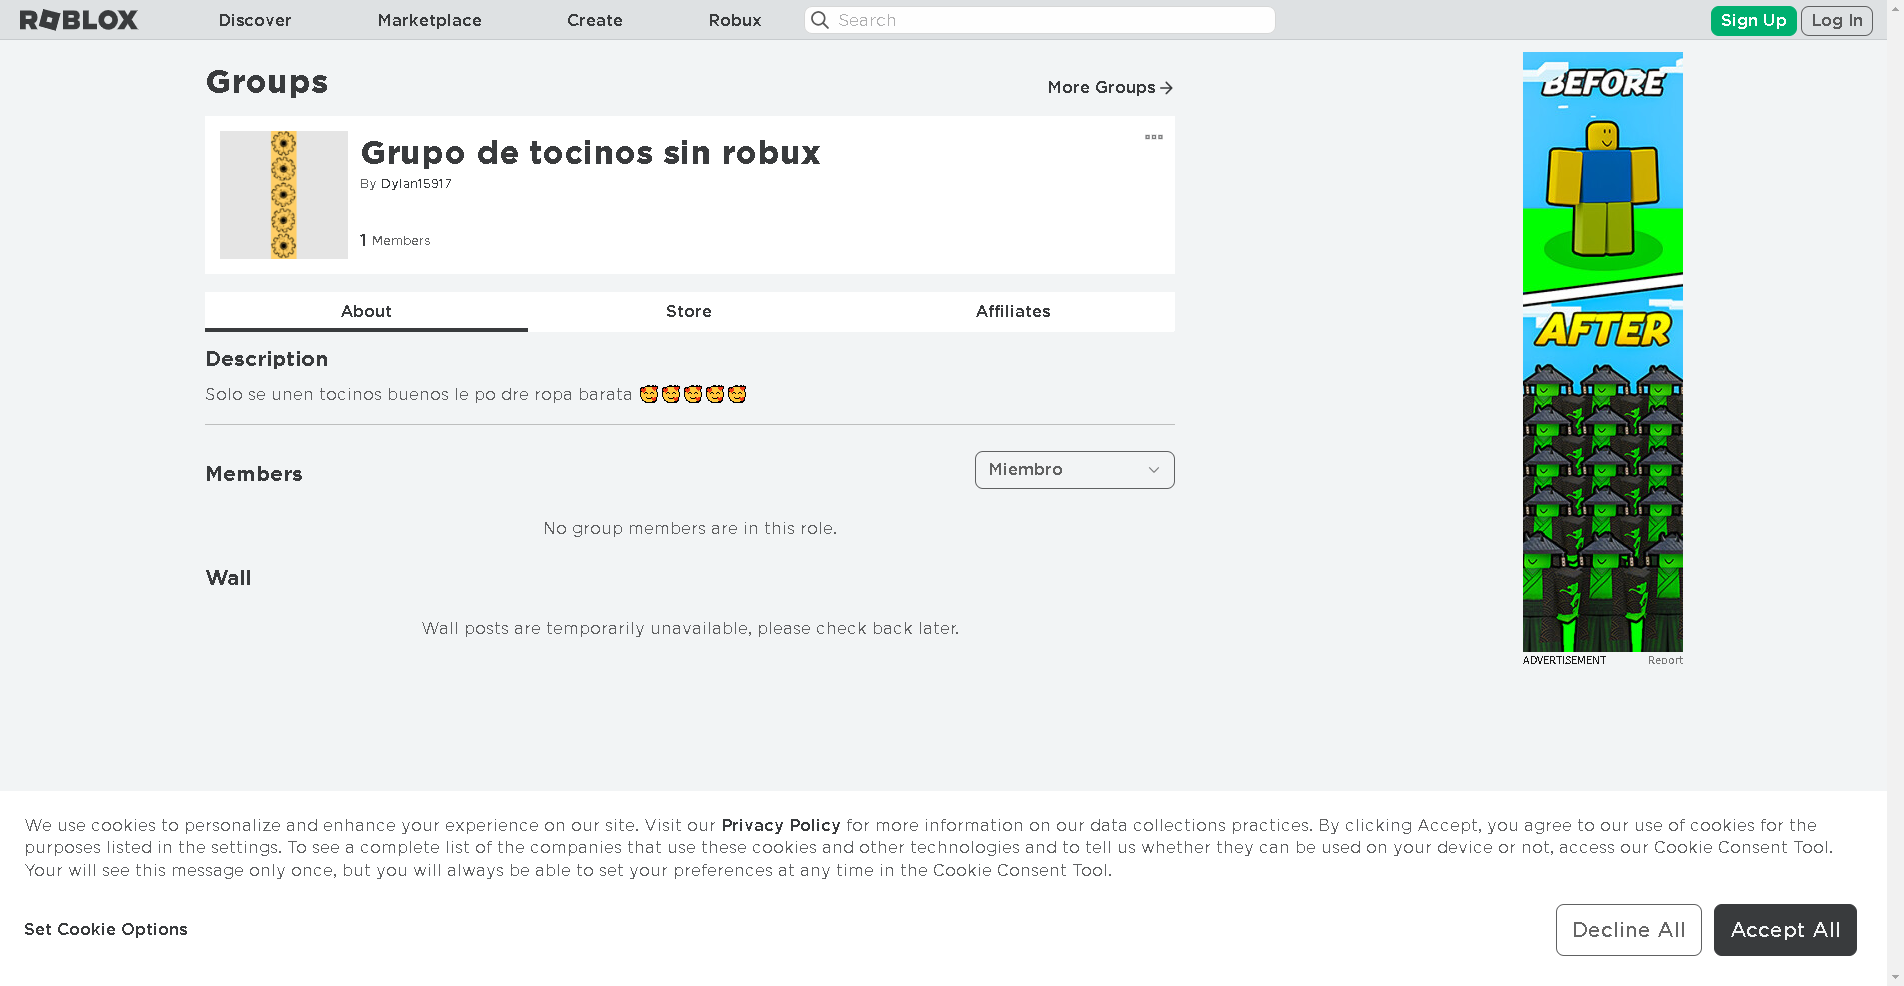 ROBLOX Discover Marketplace Create Robux Search Sign Up Log In
Groups
More Groups
Grupo de tocinos sin robux
By Dylan15917
1 Members
About Store Affiliates
Description
Solo se unen tocinos buenos le po dre ropa barata 🥰🥰🥰🥰🥰
Members
Miembro
No group members are in this role.
Wall
Wall posts are temporarily unavailable, please check back later.
BEFORE
AFTER
ADVERTISEMENT Report
We use cookies to personalize and enhance your experience on our site. Visit our Privacy Policy for more information on our data collections practices. By clicking Accept, you agree to our use of cookies for the
purposes listed in the settings. To see a complete list of the companies that use these cookies and other technologies and to tell us whether they can be used on your device or not, access our Cookie Consent Tool.
Your will see this message only once, but you will always be able to set your preferences at any time in the Cookie Consent Tool.
Set Cookie Options
Decline All
Accept All